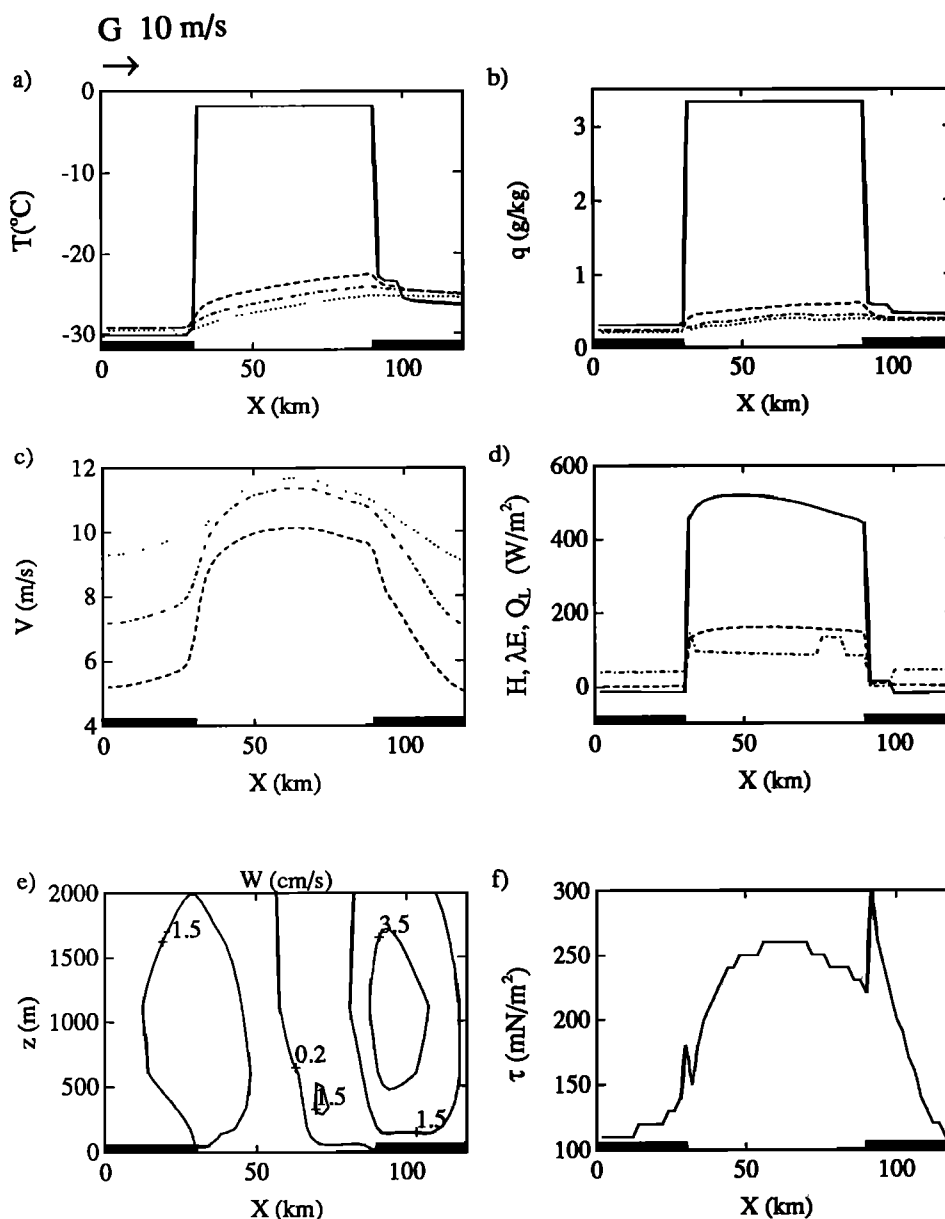 G 10 m/s
→
a)
T(ºC)
0
-10
-20
-30
0 50 100
X (km)
b)
q (g/kg)
3
2
1
0
0 50 100
X (km)
c)
V (m/s)
12
10
8
6
4
0 50 100
X (km)
d)
H, λE, Q_L (W/m²)
600
400
200
0
0 50 100
X (km)
e)
W (cm/s)
z (m)
2000
1500
1000
500
0
-1.5
3.5
0.2
1.5
1.5
0 50 100
X (km)
f)
τ (mN/m²)
300
250
200
150
100
0 50 100
X (km)